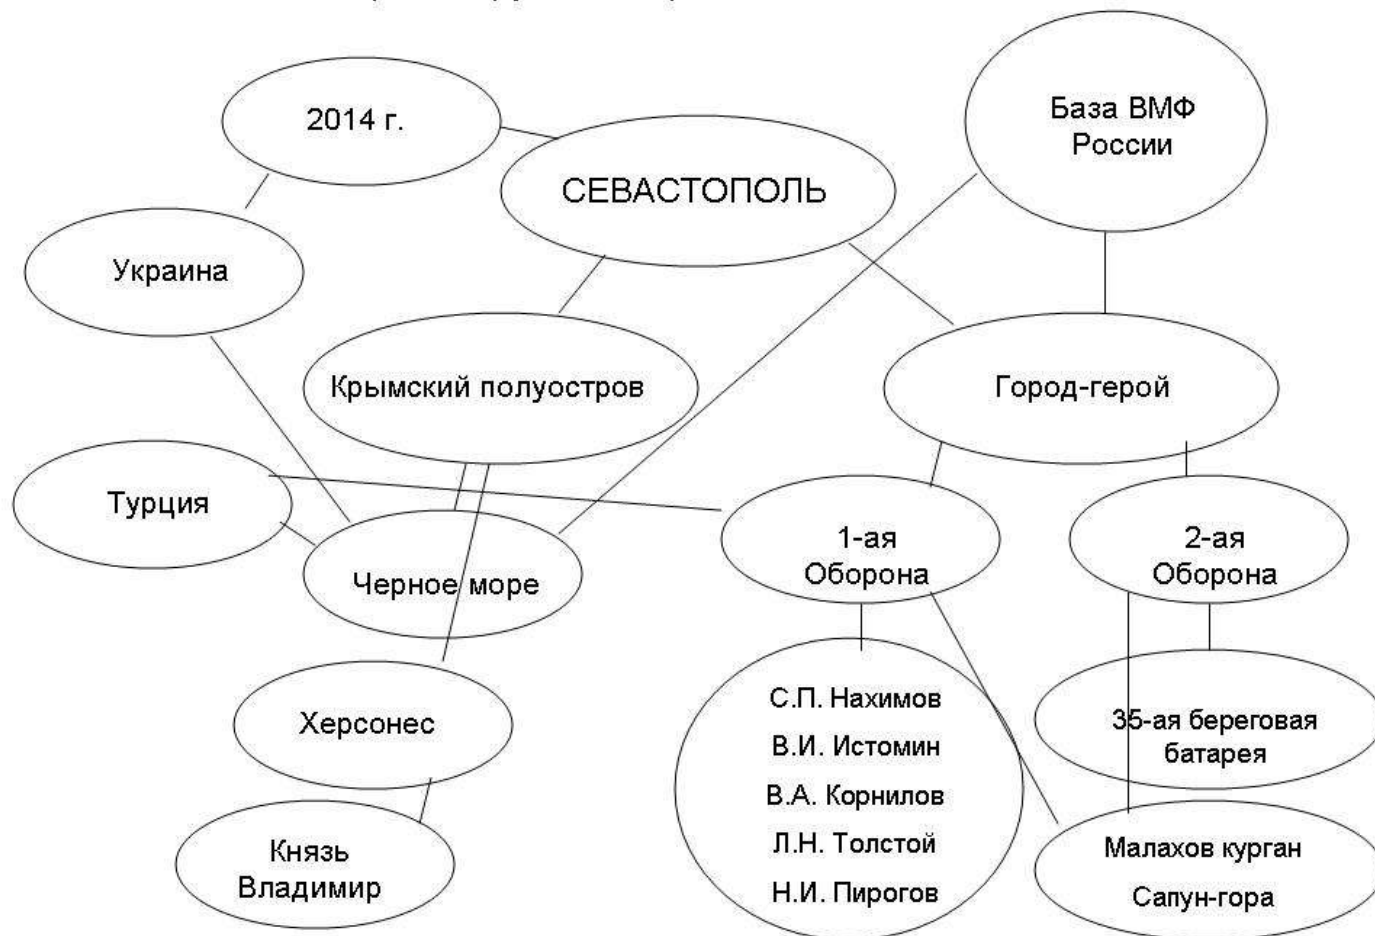 2014 г.
СЕВАСТОПОЛЬ
База ВМФ
России
Украина
Крымский полуостров
Город-герой
Турция
Черное море
1-ая
Оборона
2-ая
Оборона
Херсонес
Князь
Владимир
С.П. Нахимов
В.И. Истомин
В.А. Корнилов
Л.Н. Толстой
Н.И. Пирогов
35-ая береговая
батарея
Малахов курган
Сапун-гора